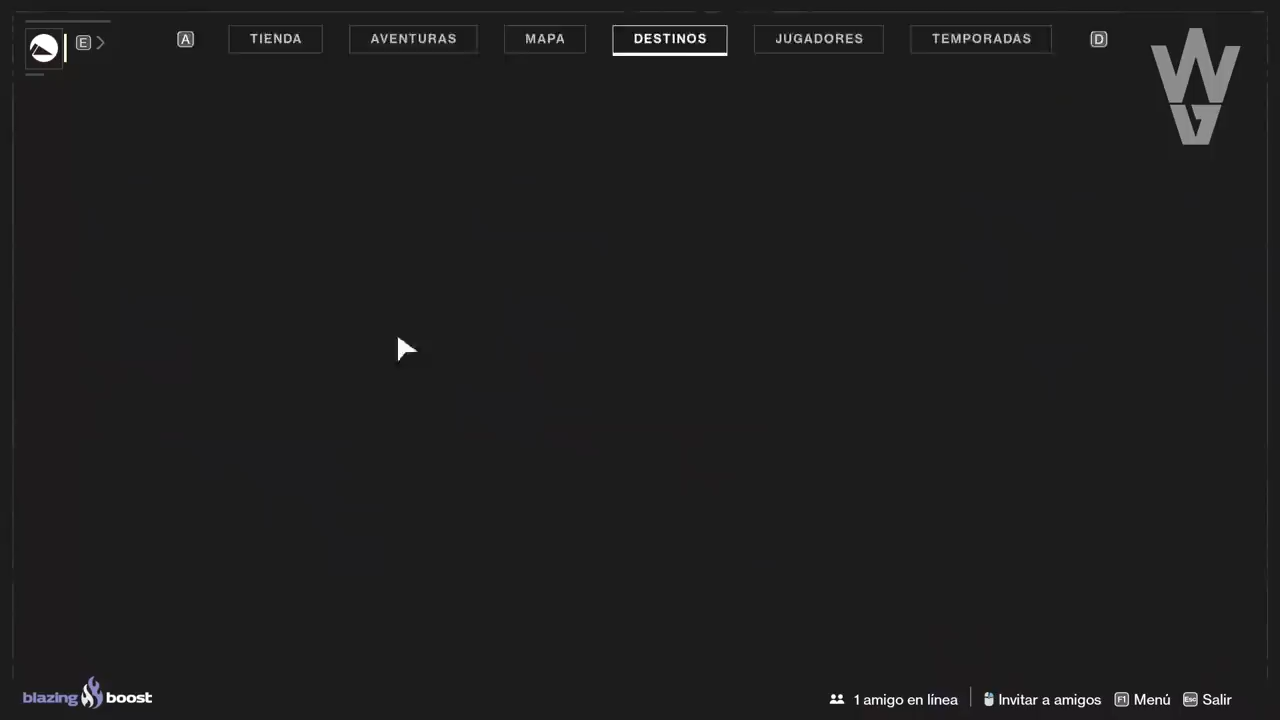 E
A
TIENDA
AVENTURAS
MAPA
DESTINOS
JUGADORES
TEMPORADAS
D
blazing boost
1 amigo en línea
Invitar a amigos
F1 Menú
Esc Salir